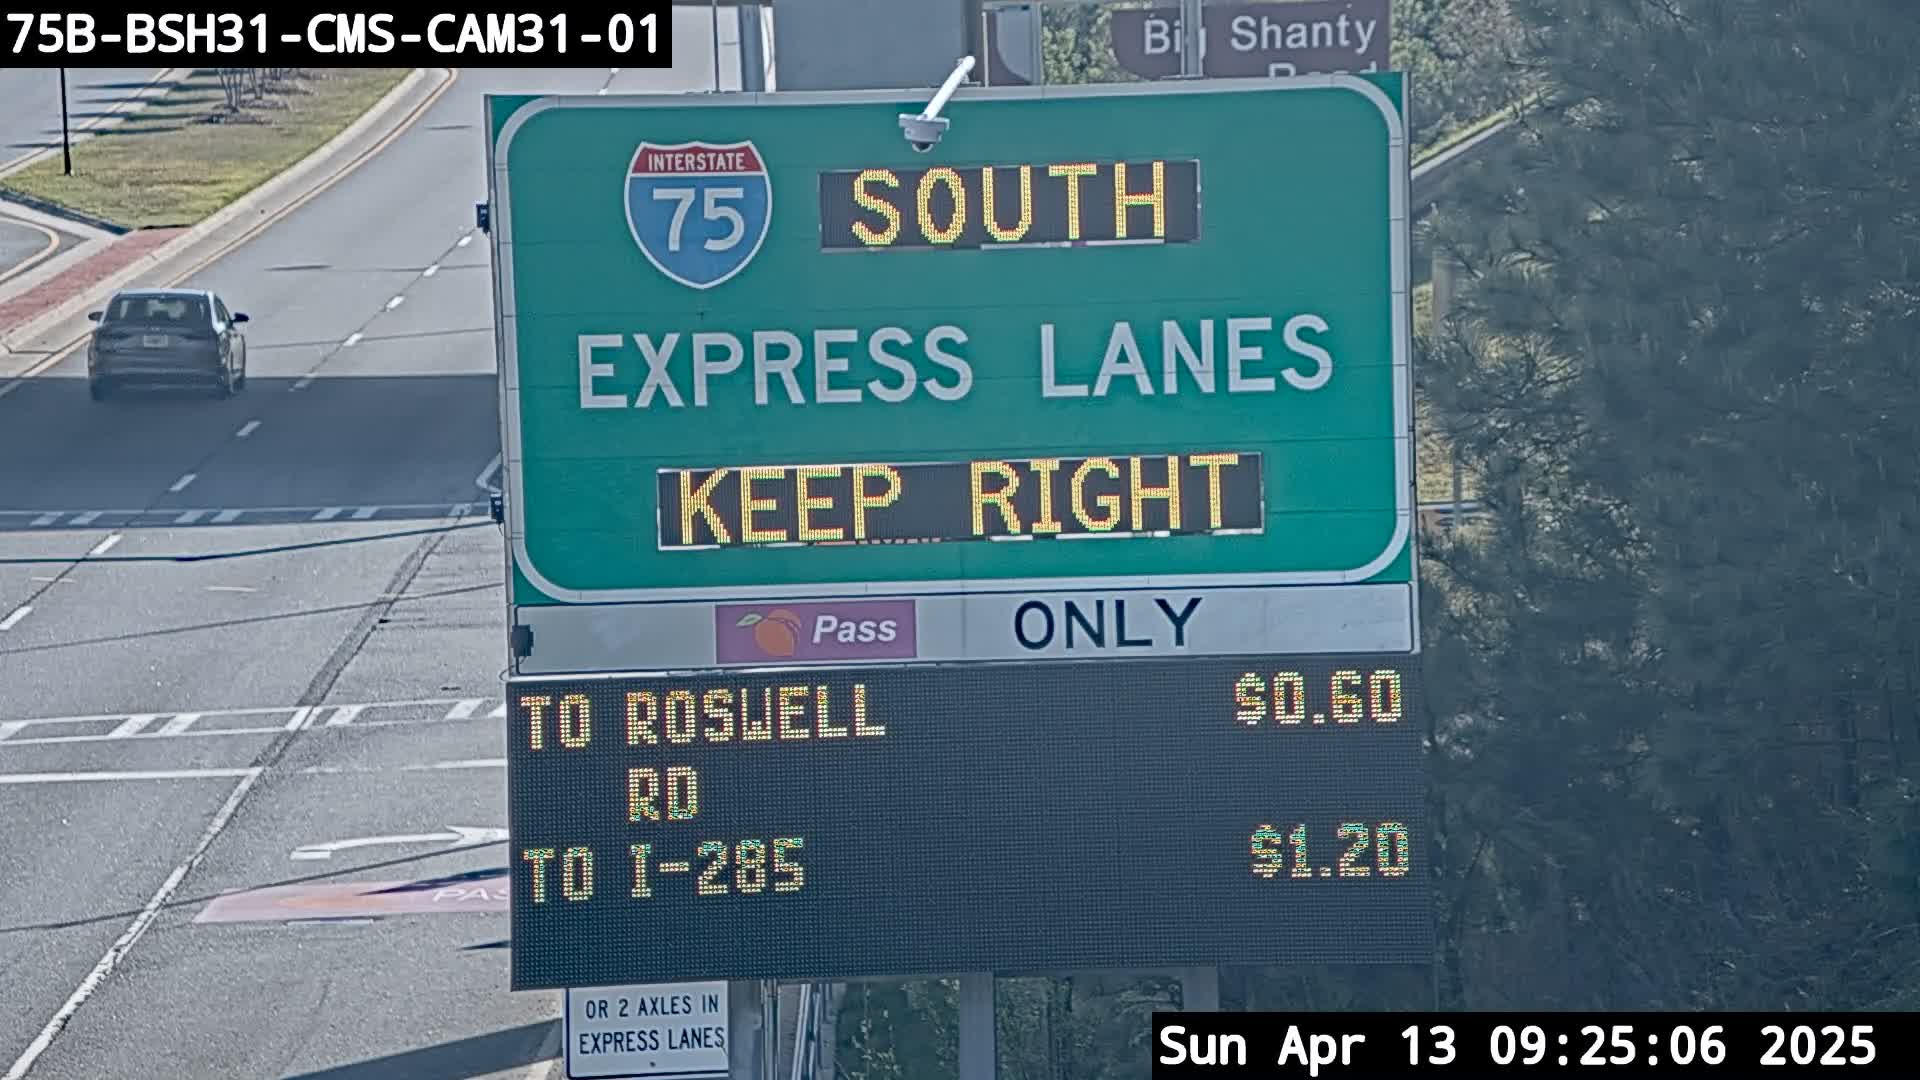 75B-BSH31-CMS-CAM31-01
Big Shanty
Road
INTERSTATE
75
SOUTH
EXPRESS LANES
KEEP RIGHT
Pass
ONLY
TO ROSWELL $0.60
RD
TO I-285 $1.20
PAS
OR 2 AXLES IN
EXPRESS LANES
Sun Apr 13 09:25:06 2025